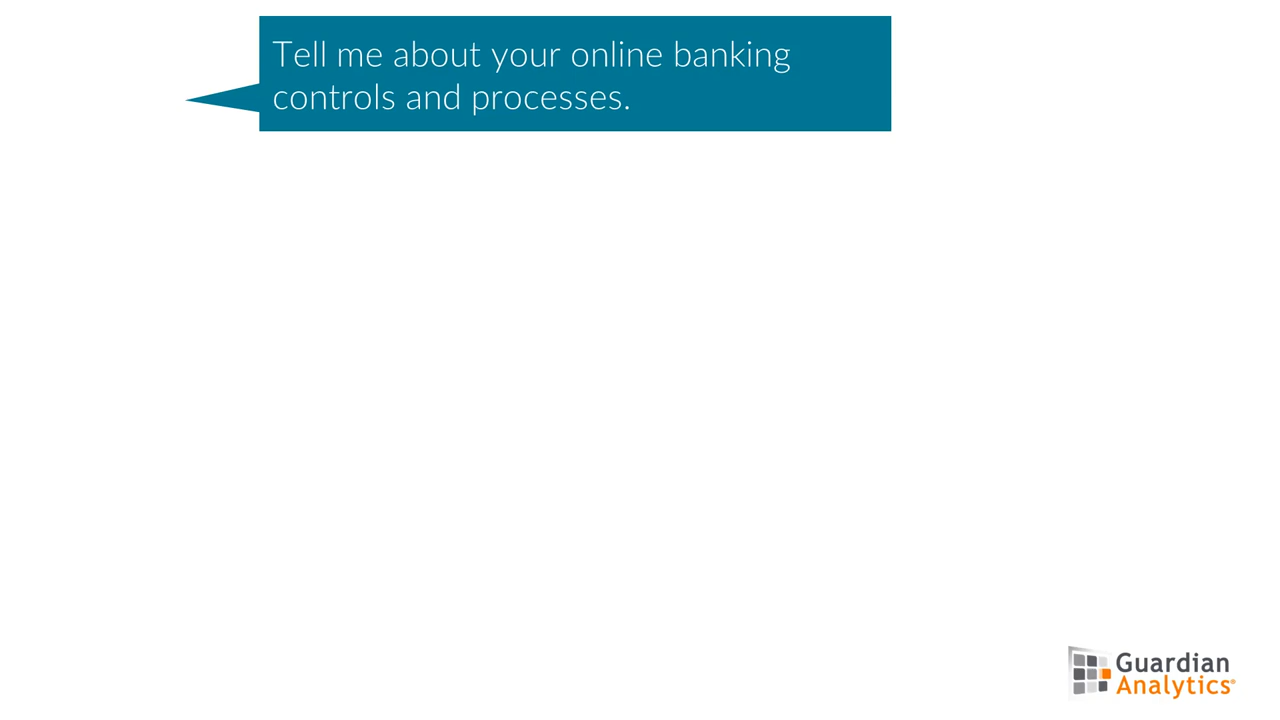 Tell me about your online banking
controls and processes.
Guardian
Analytics®